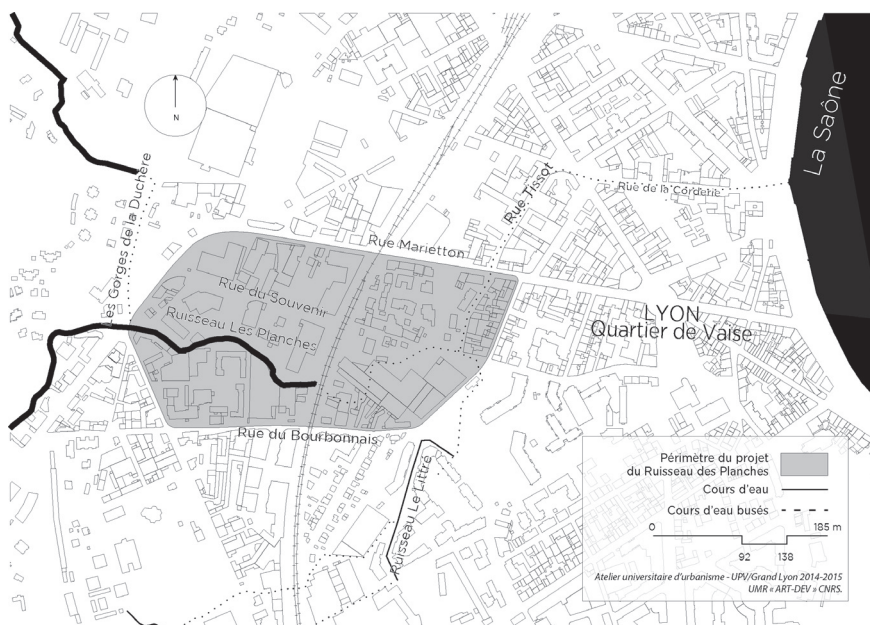 La Saône
N
Les Gorges de la Duchère
Rue Tissot
Rue de la Corderie
Rue Marietton
Rue du Souvenir
Ruisseau Les Planches
LYON
Quartier de Vaise
Rue du Bourbonnais
Ruisseau Le Littré
Périmètre du projet
du Ruisseau des Planches
Cours d'eau
Cours d'eau busés
0 185 m
92 138
Atelier universitaire d'urbanisme - UPV/Grand Lyon 2014-2015
UMR « ART-DEV » CNRS.